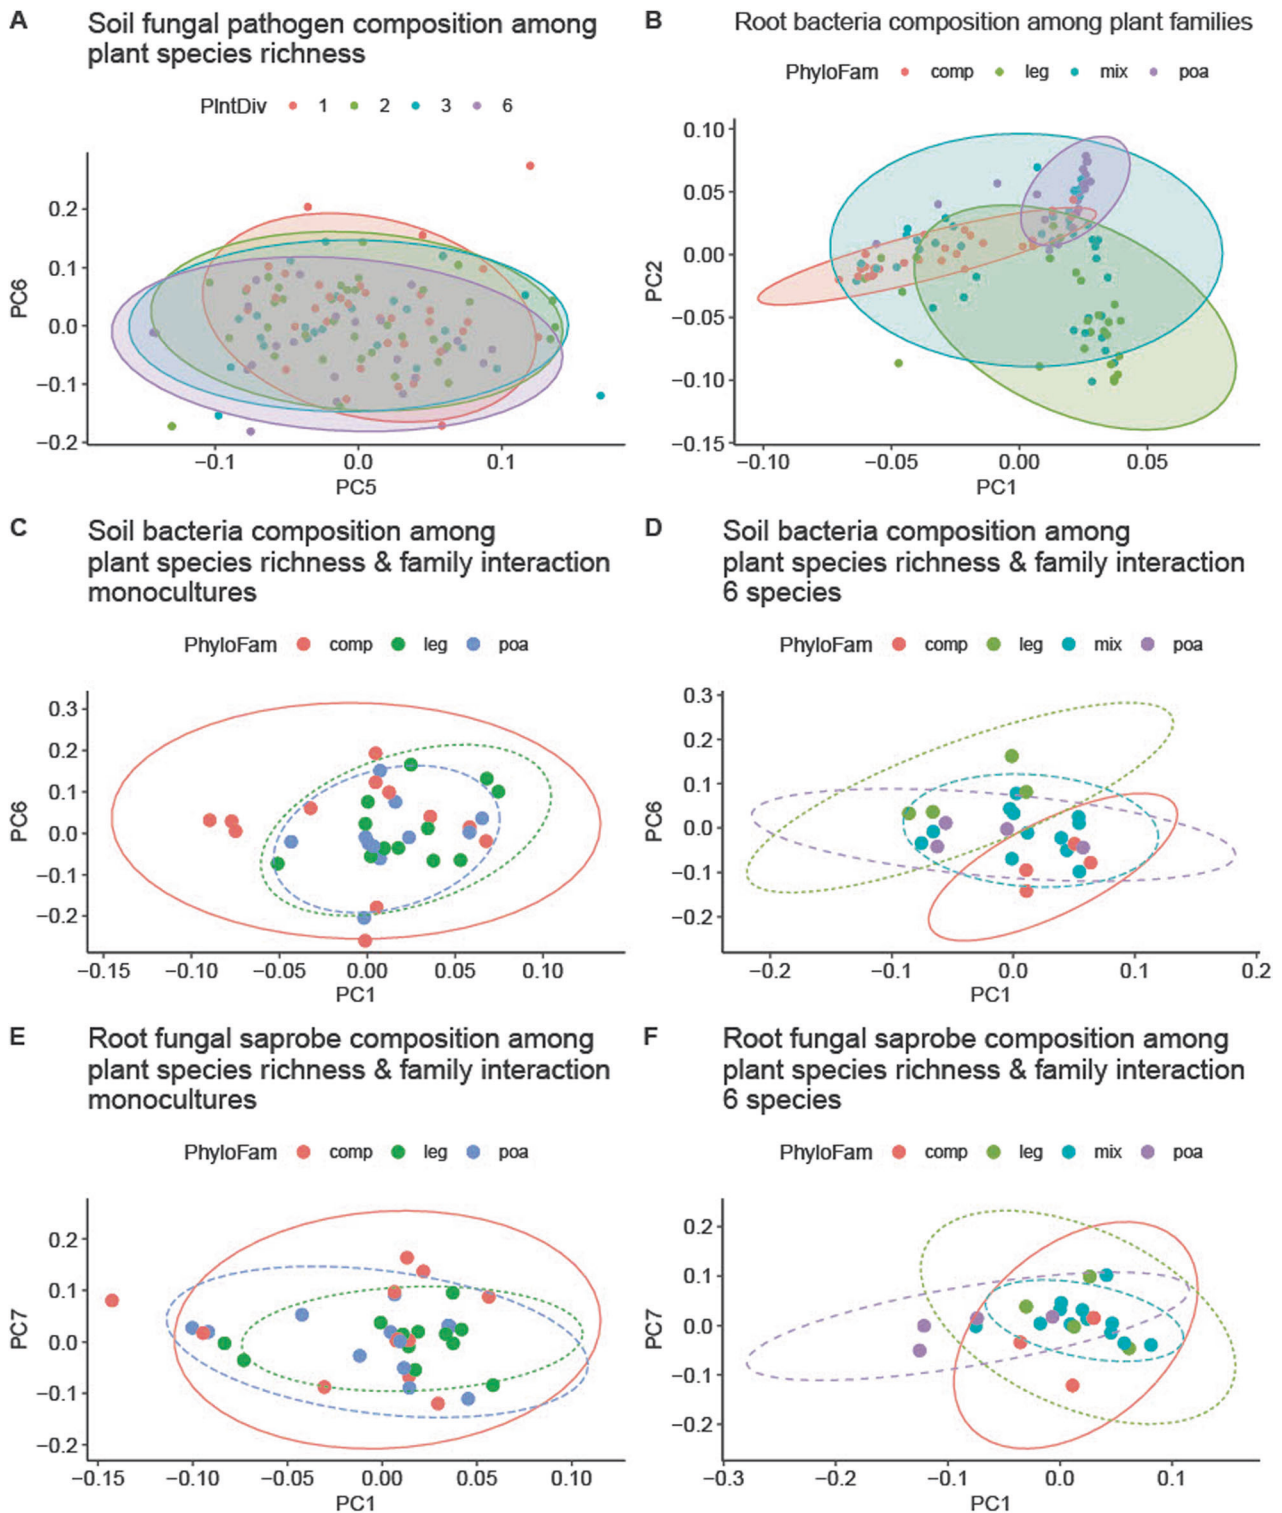 A
Soil fungal pathogen composition among
plant species richness
PlntDiv 1 2 3 6
PC6
0.2
0.1
0.0
−0.1
−0.2
−0.1 0.0 0.1
PC5
B
Root bacteria composition among plant families
PhyloFam comp leg mix poa
PC2
0.10
0.05
0.00
−0.05
−0.10
−0.15
−0.10 −0.05 0.00 0.05
PC1
C
Soil bacteria composition among
plant species richness & family interaction
monocultures
PhyloFam comp leg poa
PC6
0.3
0.2
0.1
0.0
−0.1
−0.2
−0.15 −0.10 −0.05 0.00 0.05 0.10
PC1
D
Soil bacteria composition among
plant species richness & family interaction
6 species
PhyloFam comp leg mix poa
PC6
0.3
0.2
0.1
0.0
−0.1
−0.2
−0.2 −0.1 0.0 0.1 0.2
PC1
E
Root fungal saprobe composition among
plant species richness & family interaction
monocultures
PhyloFam comp leg poa
PC7
0.2
0.1
0.0
−0.1
−0.2
−0.15 −0.10 −0.05 0.00 0.05 0.10
PC1
F
Root fungal saprobe composition among
plant species richness & family interaction
6 species
PhyloFam comp leg mix poa
PC7
0.2
0.1
0.0
−0.1
−0.2
−0.3 −0.2 −0.1 0.0 0.1
PC1